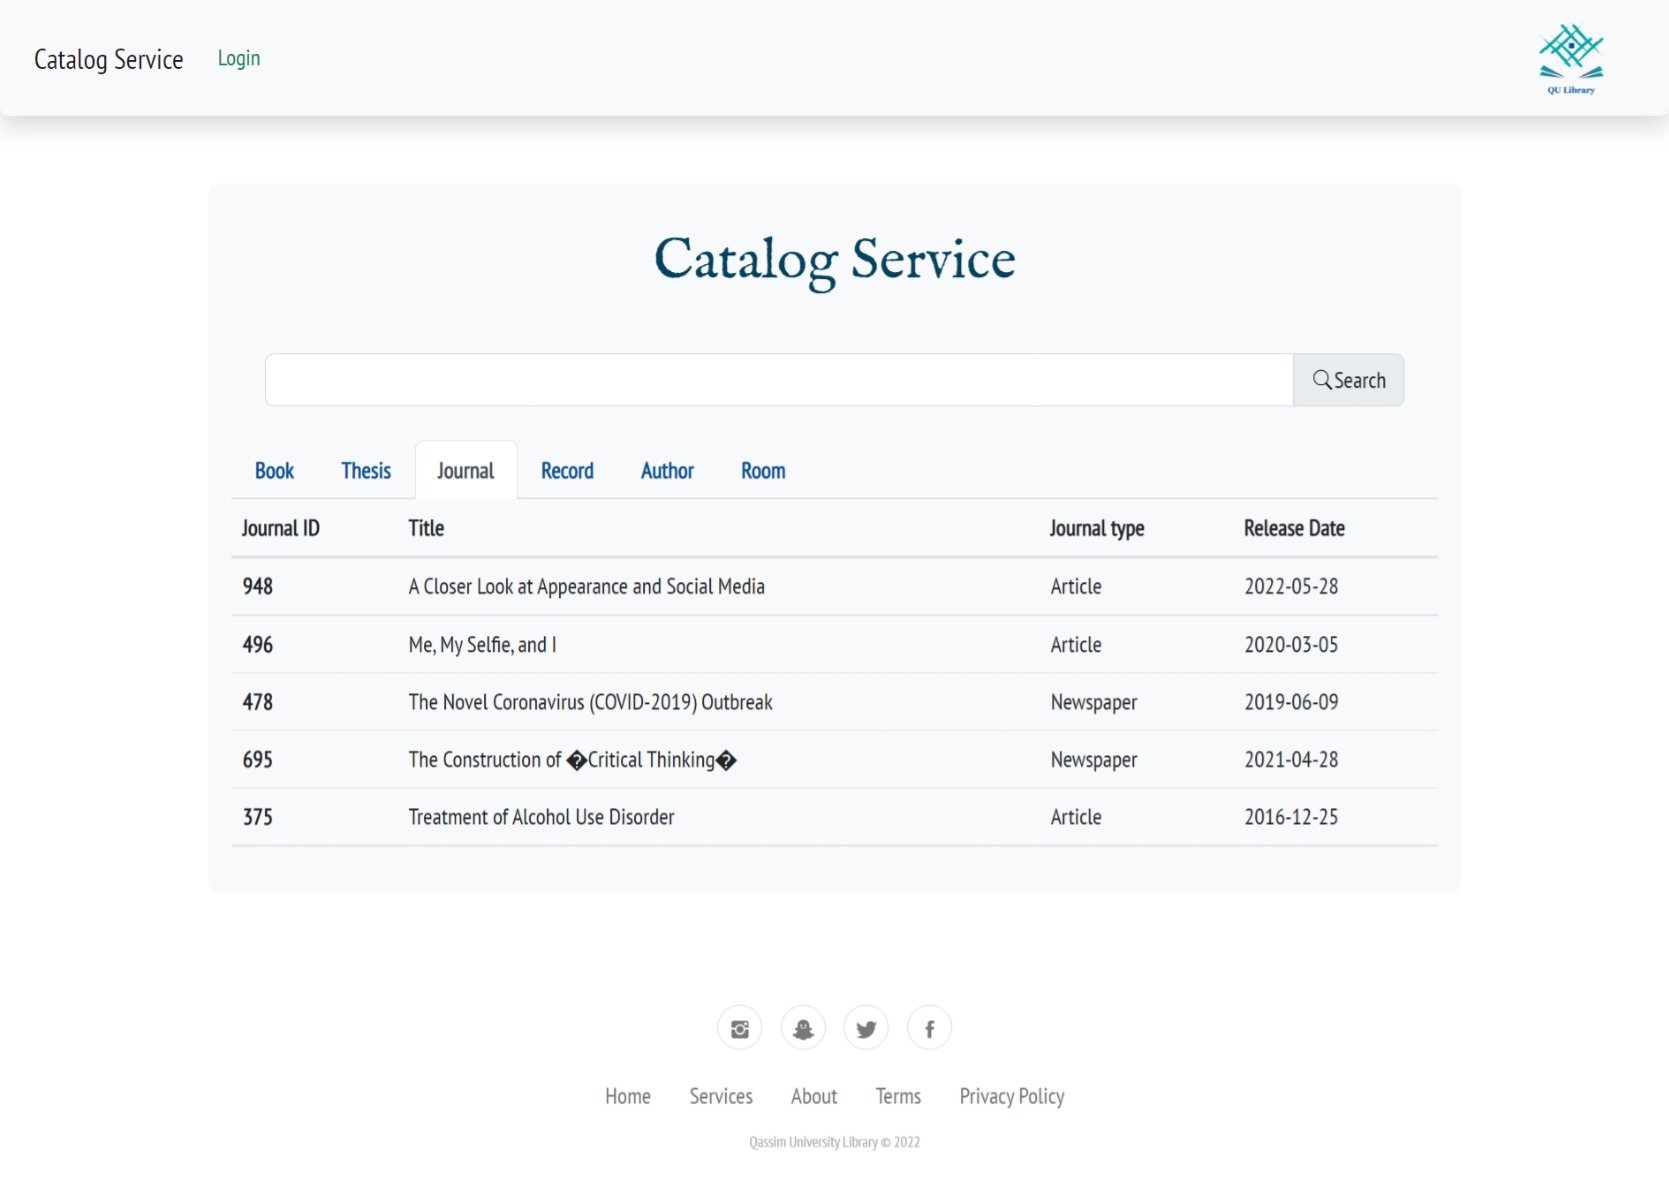 Catalog Service Login
QU Library
Catalog Service
Search
Book Thesis Journal Record Author Room
Journal ID Title Journal type Release Date
948 A Closer Look at Appearance and Social Media Article 2022-05-28
496 Me, My Selfie, and I Article 2020-03-05
478 The Novel Coronavirus (COVID-2019) Outbreak Newspaper 2019-06-09
695 The Construction of �Critical Thinking� Newspaper 2021-04-28
375 Treatment of Alcohol Use Disorder Article 2016-12-25
Home Services About Terms Privacy Policy
Qassim University Library © 2022